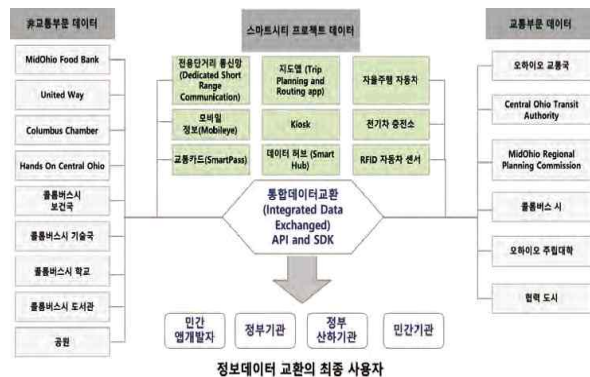 非교통부문 데이터
MidOhio Food Bank
United Way
Columbus Chamber
Hands On Central Ohio
콜롬버스시
보건국
콜롬버스시 기술국
콜롬버스시 학교
콜롬버스시 도서관
공원
스마트시티 프로젝트 데이터
전용단거리 통신망
(Dedicated Short
Range
Communication)
지도앱 (Trip
Planning and
Routing app)
자율주행 자동차
모바일
정보(Mobileye)
Kiosk
전기차 충전소
교통카드(SmartPass)
데이터 허브 (Smart
Hub)
RFID 자동차 센서
통합데이터교환
(Integrated Data
Exchanged)
API and SDK
교통부문 데이터
오하이오 교통국
Central Ohio Transit
Authority
MidOhio Regional
Planning Commission
콜롬버스 시
오하이오 주립대학
협력 도시
민간
앱개발자
정부기관
정부
산하기관
민간기관
정보데이터 교환의 최종 사용자